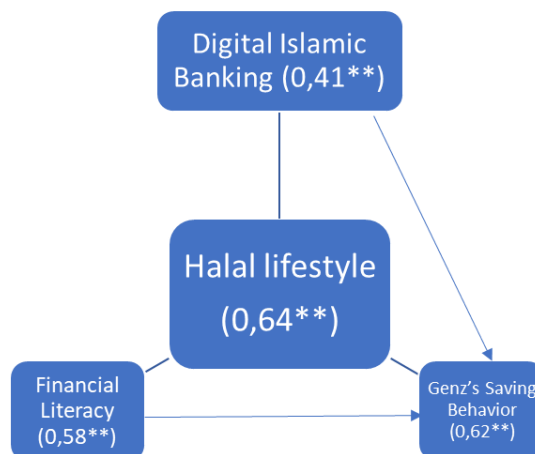 Digital Islamic
Banking (0,41**)
Halal lifestyle
(0,64**)
Financial
Literacy
(0,58**)
Genz's Saving
Behavior
(0,62**)